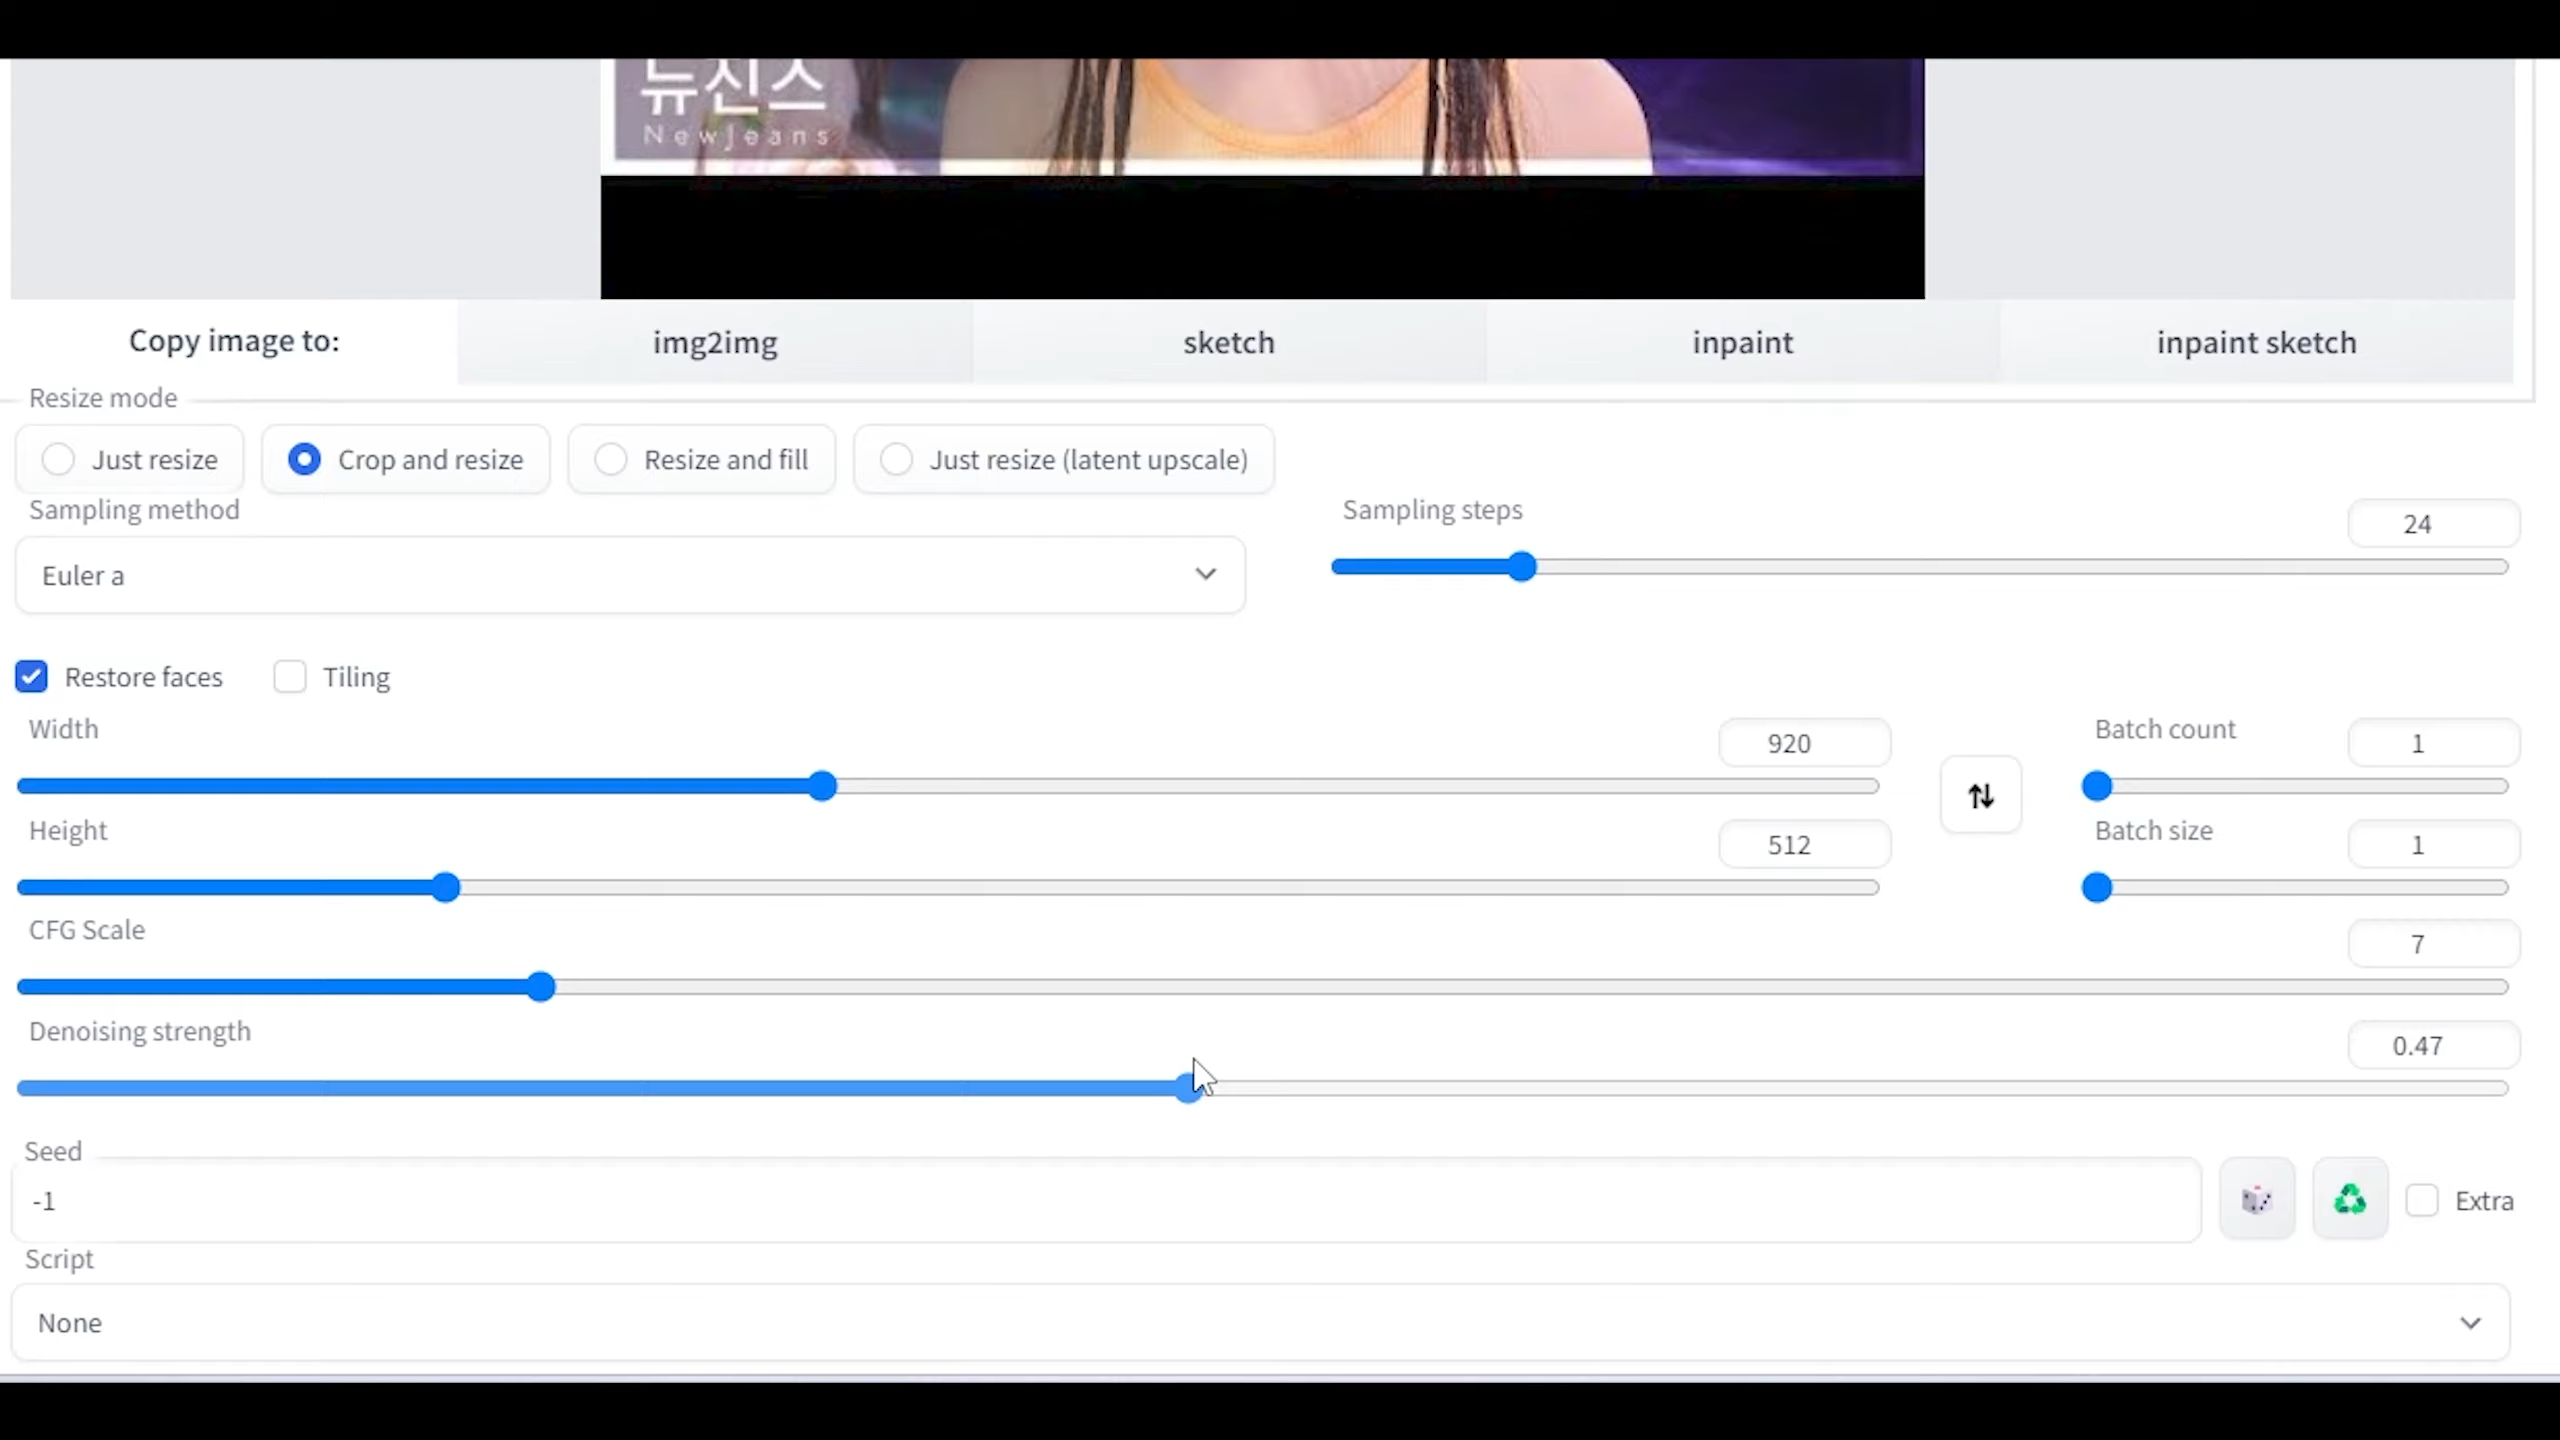 뉴진스
NewJeans
Copy image to:
img2img
sketch
inpaint
inpaint sketch
Resize mode
Just resize
Crop and resize
Resize and fill
Just resize (latent upscale)
Sampling method
Sampling steps
24
Euler a
Restore faces
Tiling
Width
920
Batch count
1
Height
512
Batch size
1
CFG Scale
7
Denoising strength
0.47
Seed
-1
Extra
Script
None